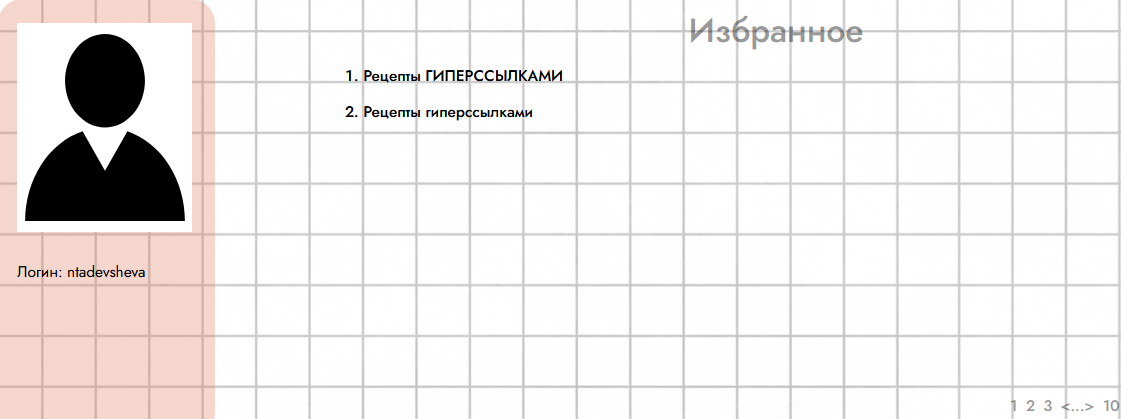 Избранное
1. Рецепты ГИПЕРССЫЛКАМИ
2. Рецепты гиперссылками
Логин: ntadevsheva
1 2 3 <...> 10